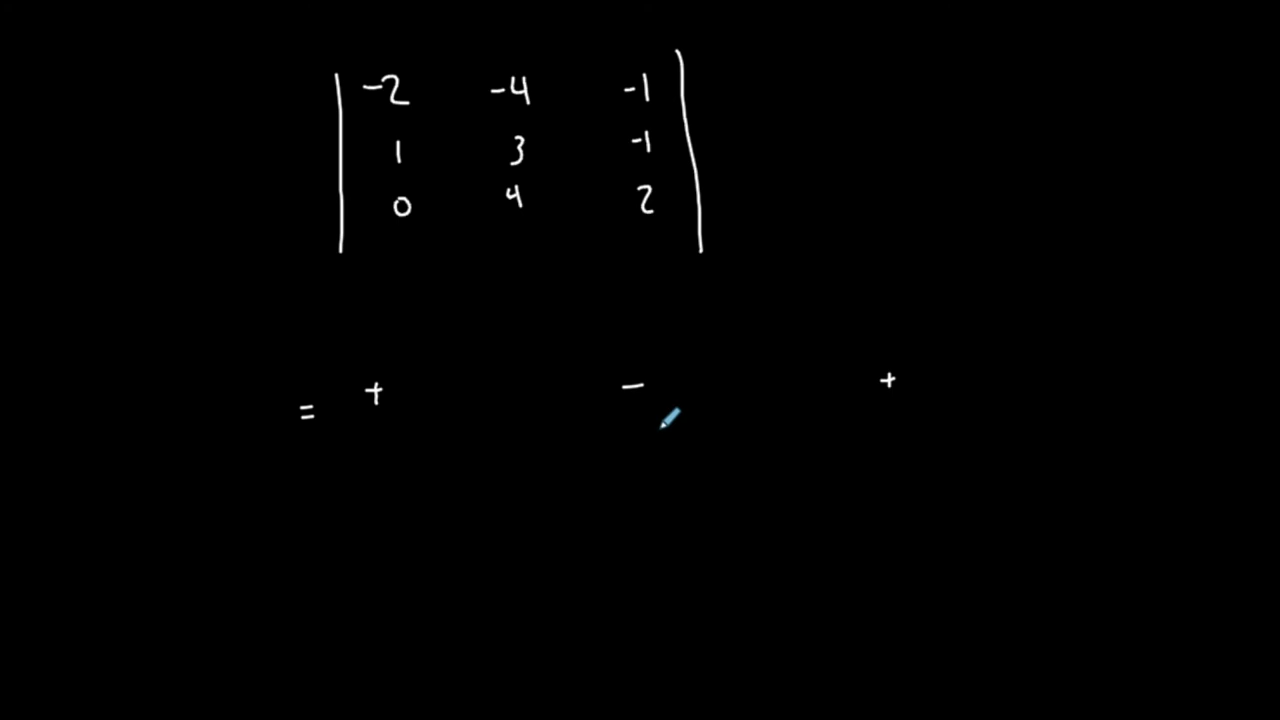 | -2 -4 -1 |
| 1 3 -1 |
| 0 4 2 |
= + − +